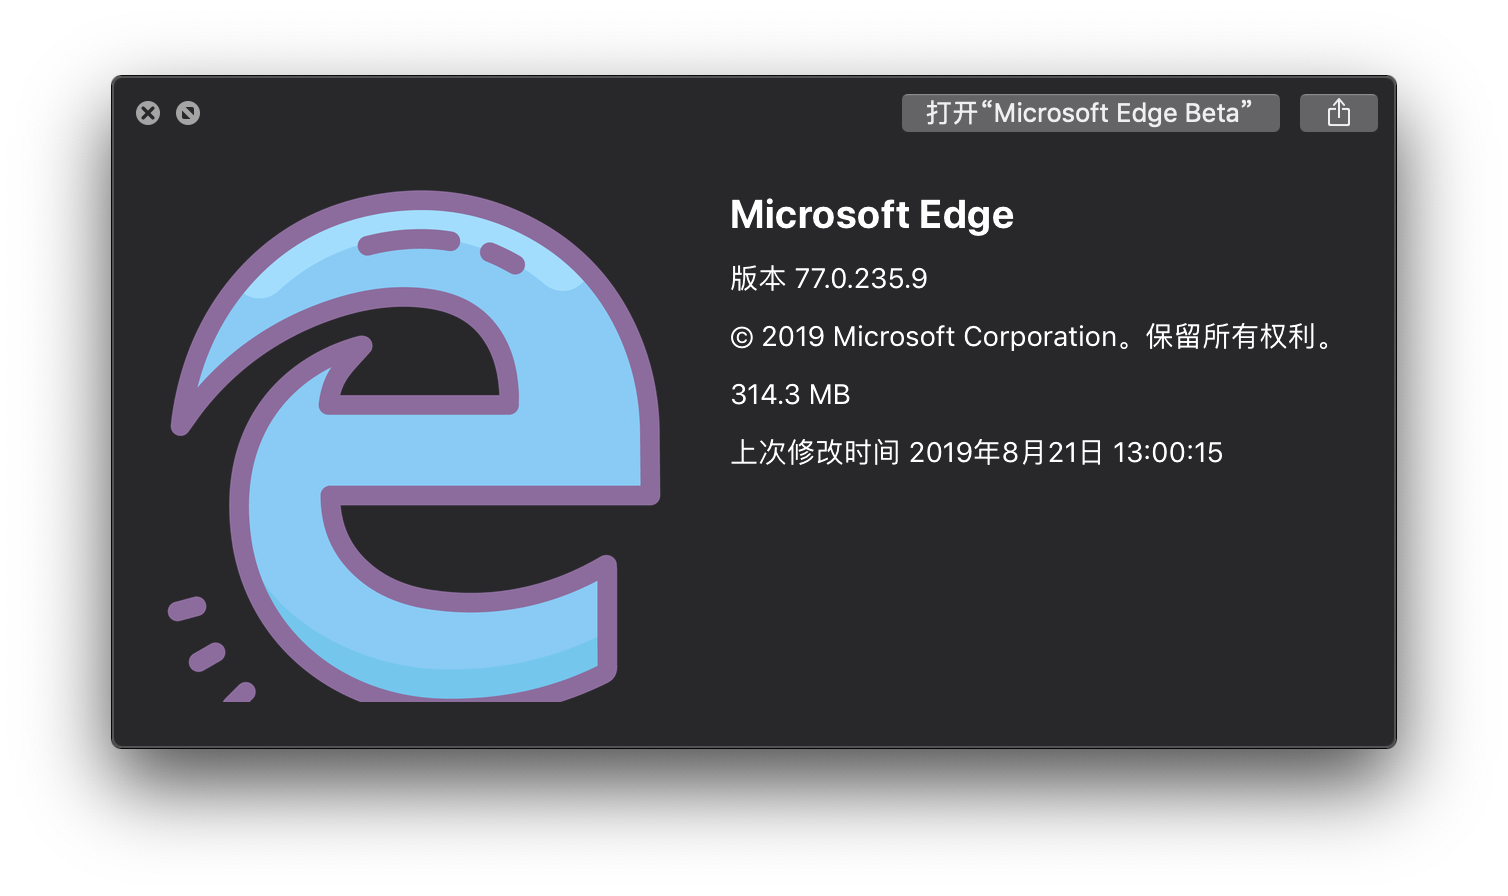 打开“Microsoft Edge Beta”
Microsoft Edge
版本 77.0.235.9
© 2019 Microsoft Corporation。保留所有权利。
314.3 MB
上次修改时间 2019年8月21日 13:00:15